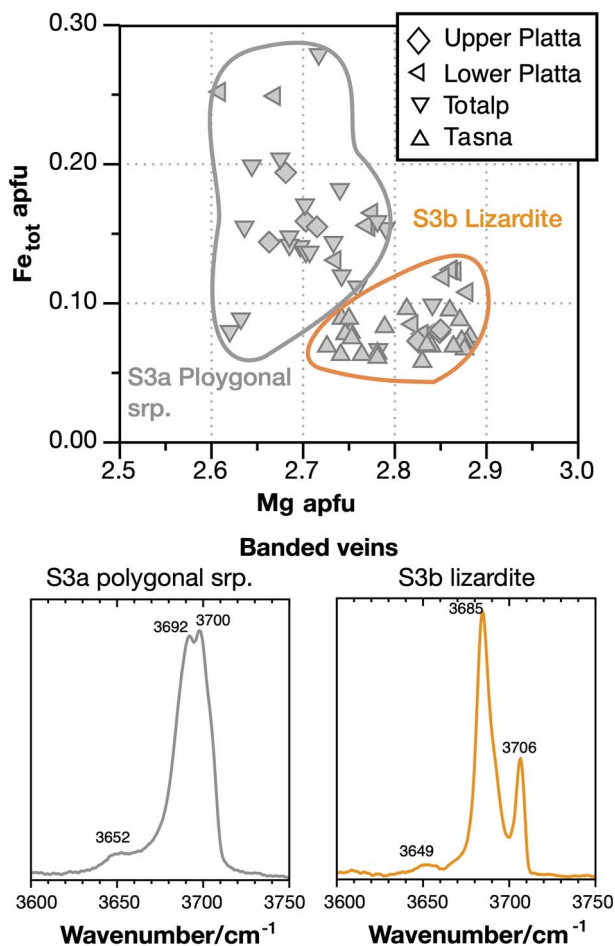 0.30
0.20
0.10
0.00
Fetot apfu
Upper Platta
Lower Platta
Totalp
Tasna
S3b Lizardite
S3a Ploygonal
srp.
2.5 2.6 2.7 2.8 2.9 3.0
Mg apfu
Banded veins
S3a polygonal srp.
3692 3700
3652
3600 3650 3700 3750
Wavenumber/cm-1
S3b lizardite
3685
3706
3649
3600 3650 3700 3750
Wavenumber/cm-1